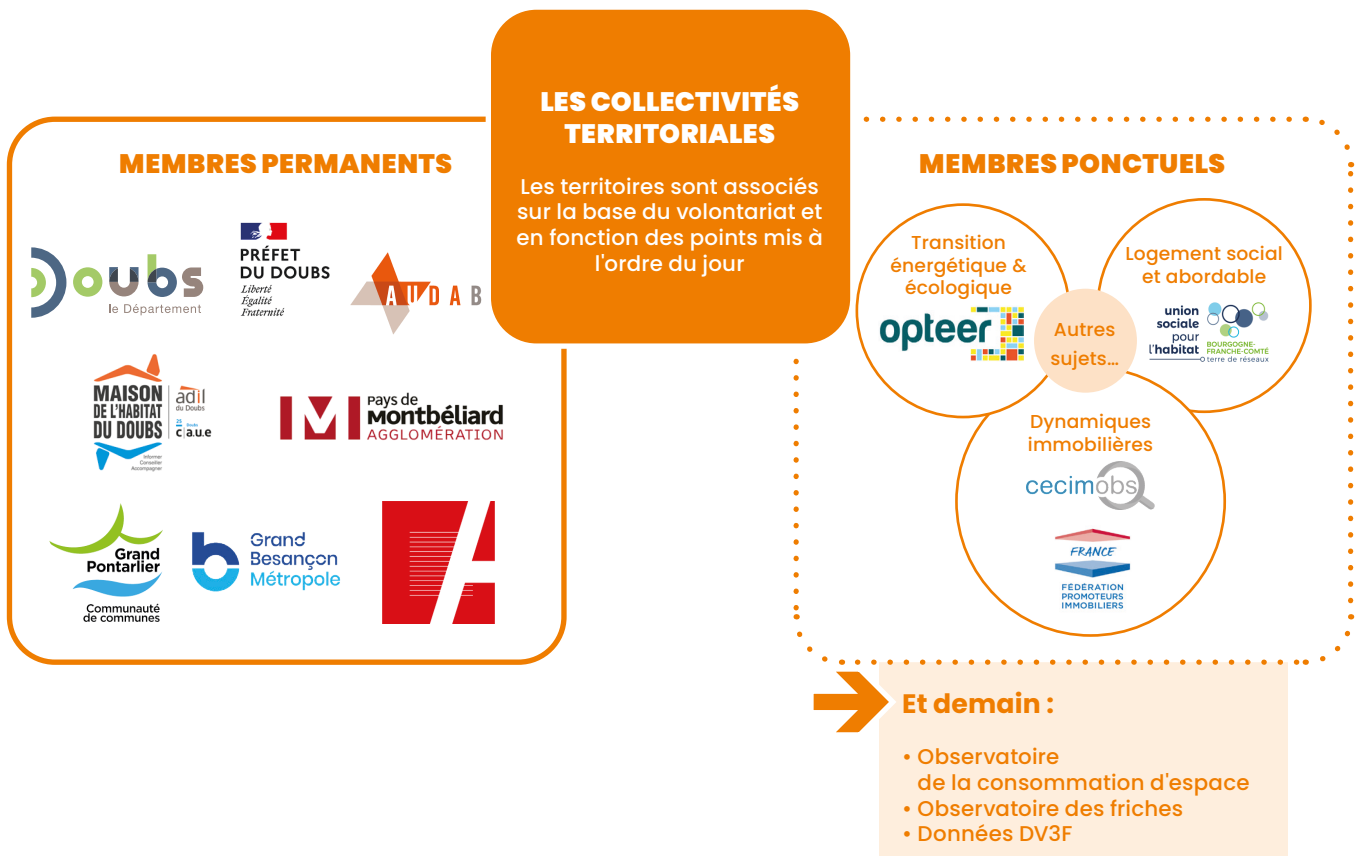 LES COLLECTIVITÉS
TERRITORIALES
Les territoires sont associés
sur la base du volontariat et
en fonction des points mis à
l'ordre du jour
MEMBRES PERMANENTS
Doubs
le Département
PRÉFET
DU DOUBS
Liberté
Égalité
Fraternité
AUDAB
MAISON
DE L'HABITAT
DU DOUBS
Informer
Conseiller
Accompagner
adil
du Doubs
25
Doubs
c|a.u.e
Pays de
Montbéliard
AGGLOMÉRATION
Grand
Pontarlier
Communauté
de communes
Grand
Besançon
Métropole
MEMBRES PONCTUELS
Transition
énergétique &
écologique
opteer
Logement social
et abordable
union
sociale
pour
l'habitat
BOURGOGNE-
FRANCHE-COMTÉ
terre de réseaux
Autres
sujets...
Dynamiques
immobilières
cecimobs
FRANCE
FÉDÉRATION
PROMOTEURS
IMMOBILIERS
Et demain :
• Observatoire
de la consommation d'espace
• Observatoire des friches
• Données DV3F